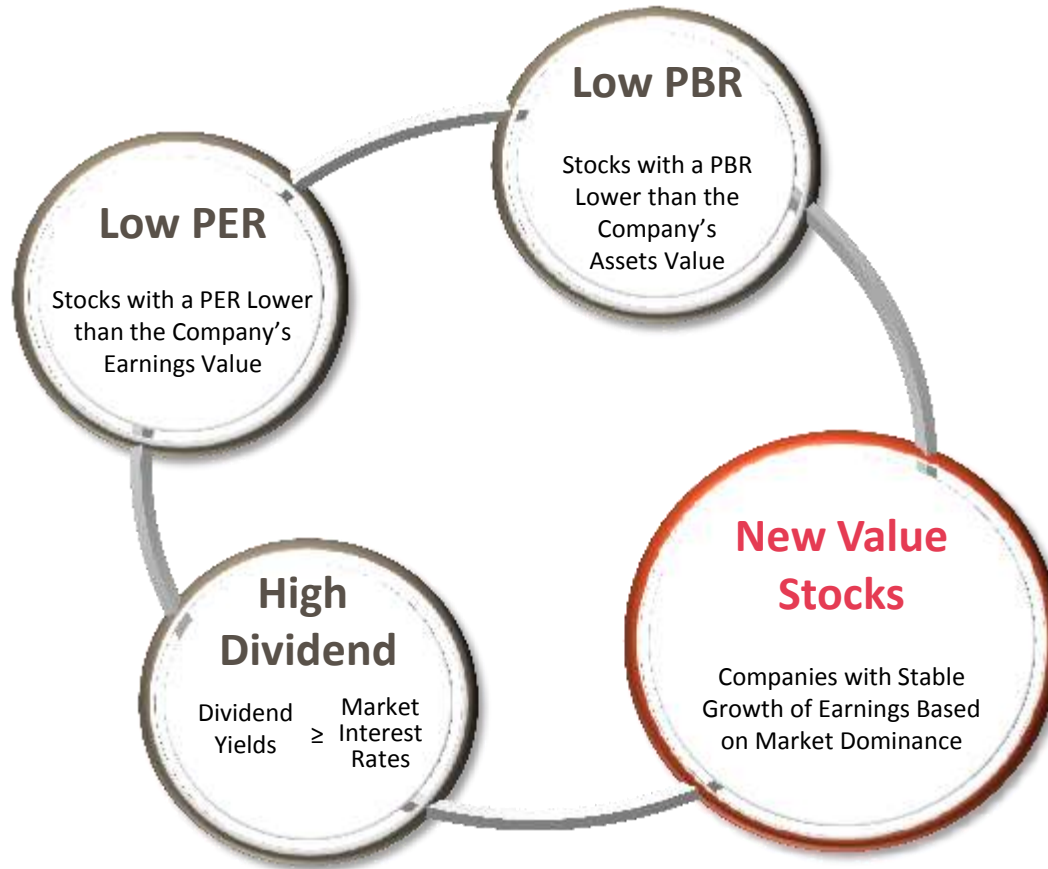 Low PBR
Stocks with a PBR
Lower than the
Company’s
Assets Value
Low PER
Stocks with a PER Lower
than the Company’s
Earnings Value
New Value
Stocks
Companies with Stable
Growth of Earnings Based
on Market Dominance
High
Dividend
Dividend
Yields
≥
Market
Interest
Rates